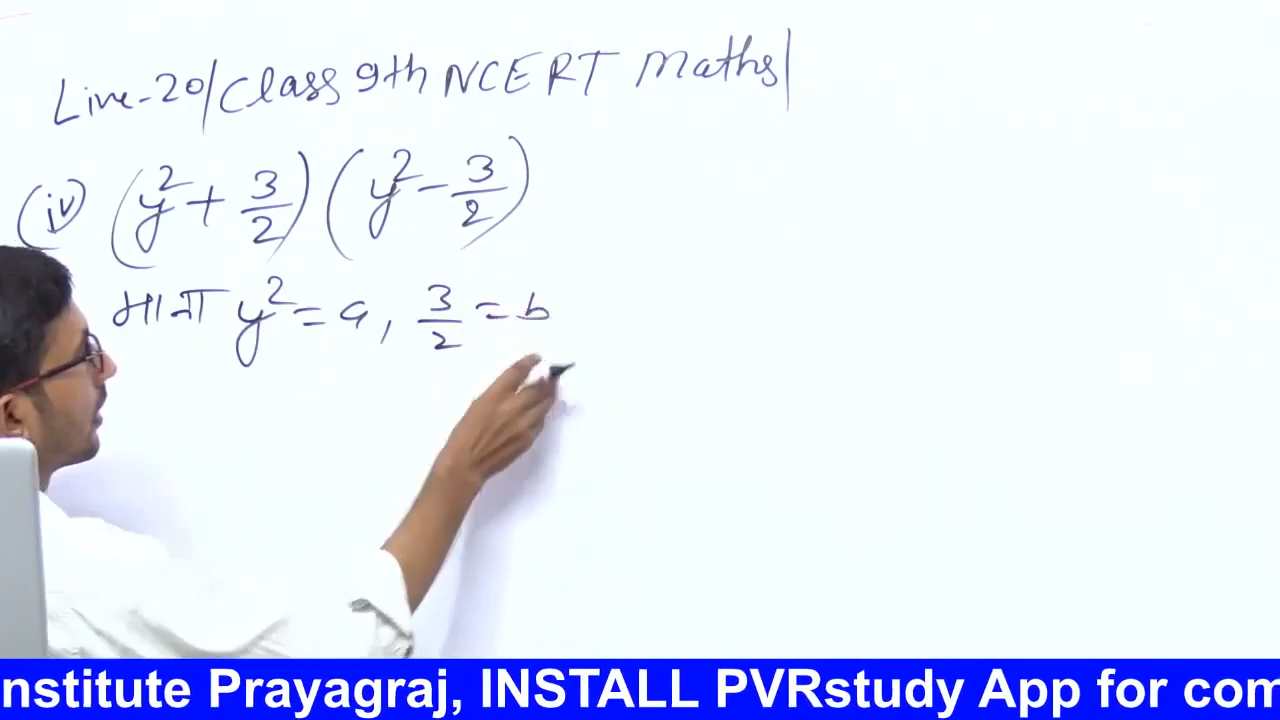 Live-20/Class 9th NCERT Maths|
(iv) (y² + 3/2) (y² - 3/2)
माना y² = a, 3/2 = b
nstitute Prayagraj, INSTALL PVRstudy App for com